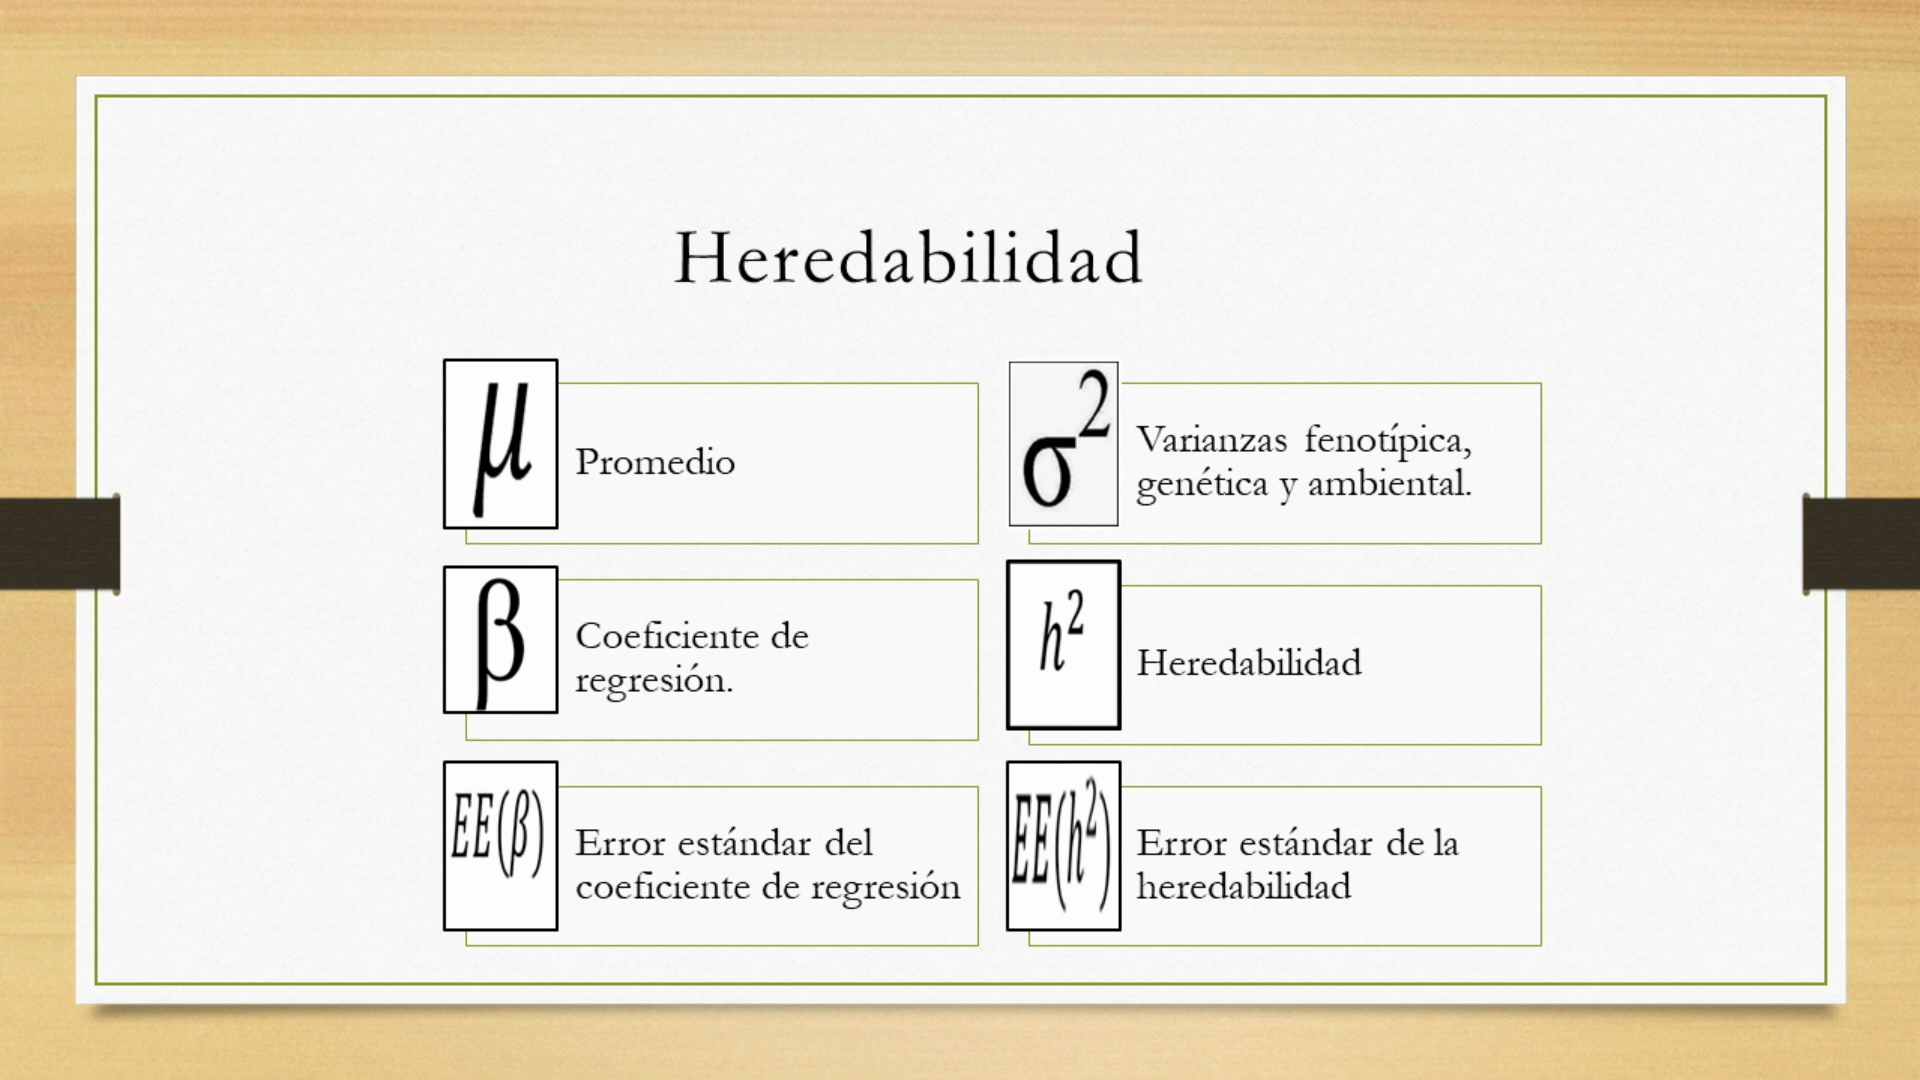 Heredabilidad
μ
Promedio
σ²
Varianzas fenotípica,
genética y ambiental.
β
Coeficiente de
regresión.
h²
Heredabilidad
EE(β)
Error estándar del
coeficiente de regresión
EE(h²)
Error estándar de la
heredabilidad